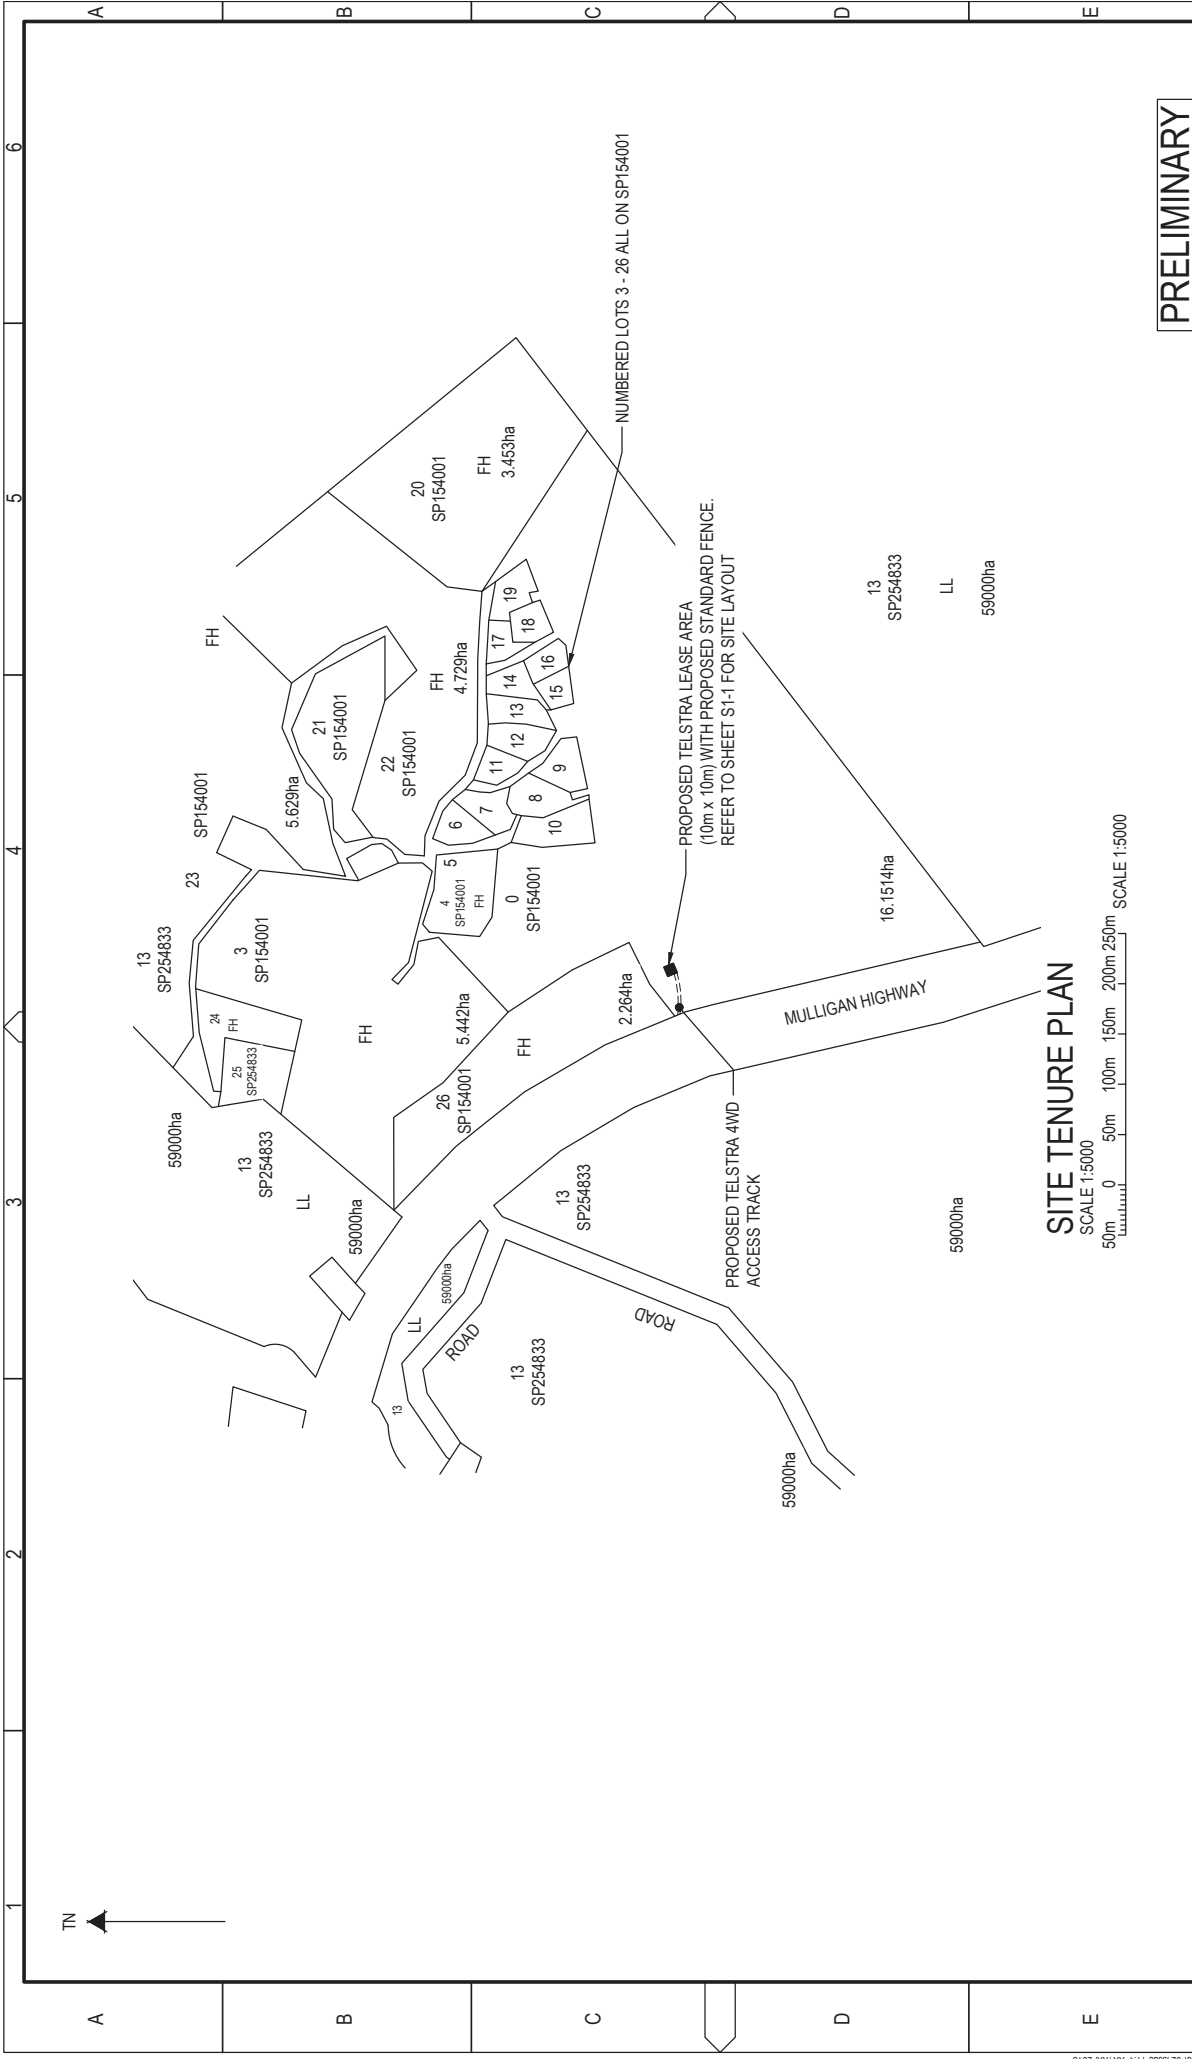 1
2
3
4
5
6
A
B
C
D
E
A
B
C
D
E
TN
13
SP254833
59000ha
23
SP154001
5.629ha
FH
3
SP154001
24
FH
25
SP254833
13
SP254833
LL
59000ha
21
SP154001
22
SP154001
FH
4.729ha
20
SP154001
FH
3.453ha
FH
5.442ha
26
SP154001
FH
2.264ha
4
SP154001
FH
5
6
7
8
9
10
11
12
13
14
15
16
17
18
19
0
SP154001
NUMBERED LOTS 3 - 26 ALL ON SP154001
LL
59000ha
13
ROAD
13
SP254833
13
SP254833
ROAD
59000ha
PROPOSED TELSTRA LEASE AREA
(10m x 10m) WITH PROPOSED STANDARD FENCE.
REFER TO SHEET S1-1 FOR SITE LAYOUT
PROPOSED TELSTRA 4WD
ACCESS TRACK
MULLIGAN HIGHWAY
16.1514ha
13
SP254833
LL
59000ha
59000ha
SITE TENURE PLAN
SCALE 1:5000
50m 0 50m 100m 150m 200m 250m SCALE 1:5000
PRELIMINARY